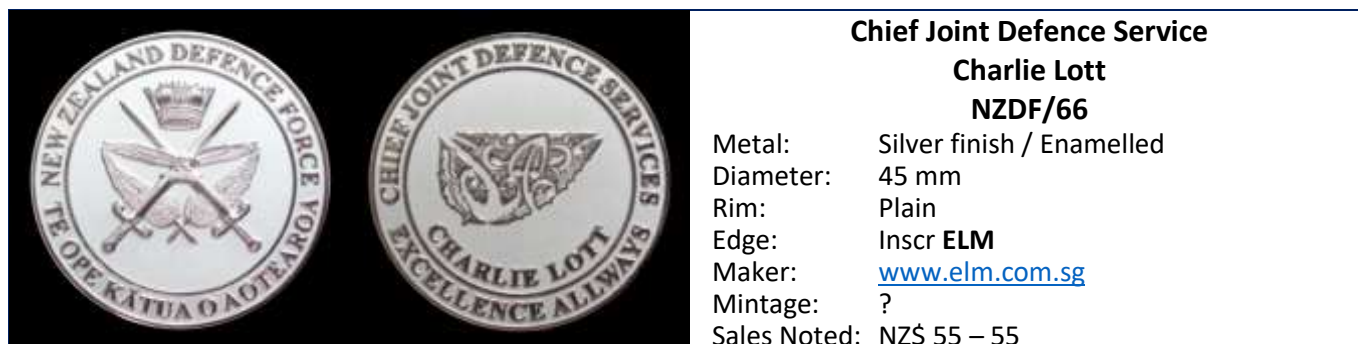 NEW ZEALAND DEFENCE FORCE
TE OPE KĀTUA O AOTEAROA
CHIEF JOINT DEFENCE SERVICES
CHARLIE LOTT
EXCELLENCE ALLWAYS
Chief Joint Defence Service
Charlie Lott
NZDF/66
Metal: Silver finish / Enamelled
Diameter: 45 mm
Rim: Plain
Edge: Inscr ELM
Maker: www.elm.com.sg
Mintage: ?
Sales Noted: NZ$ 55 – 55